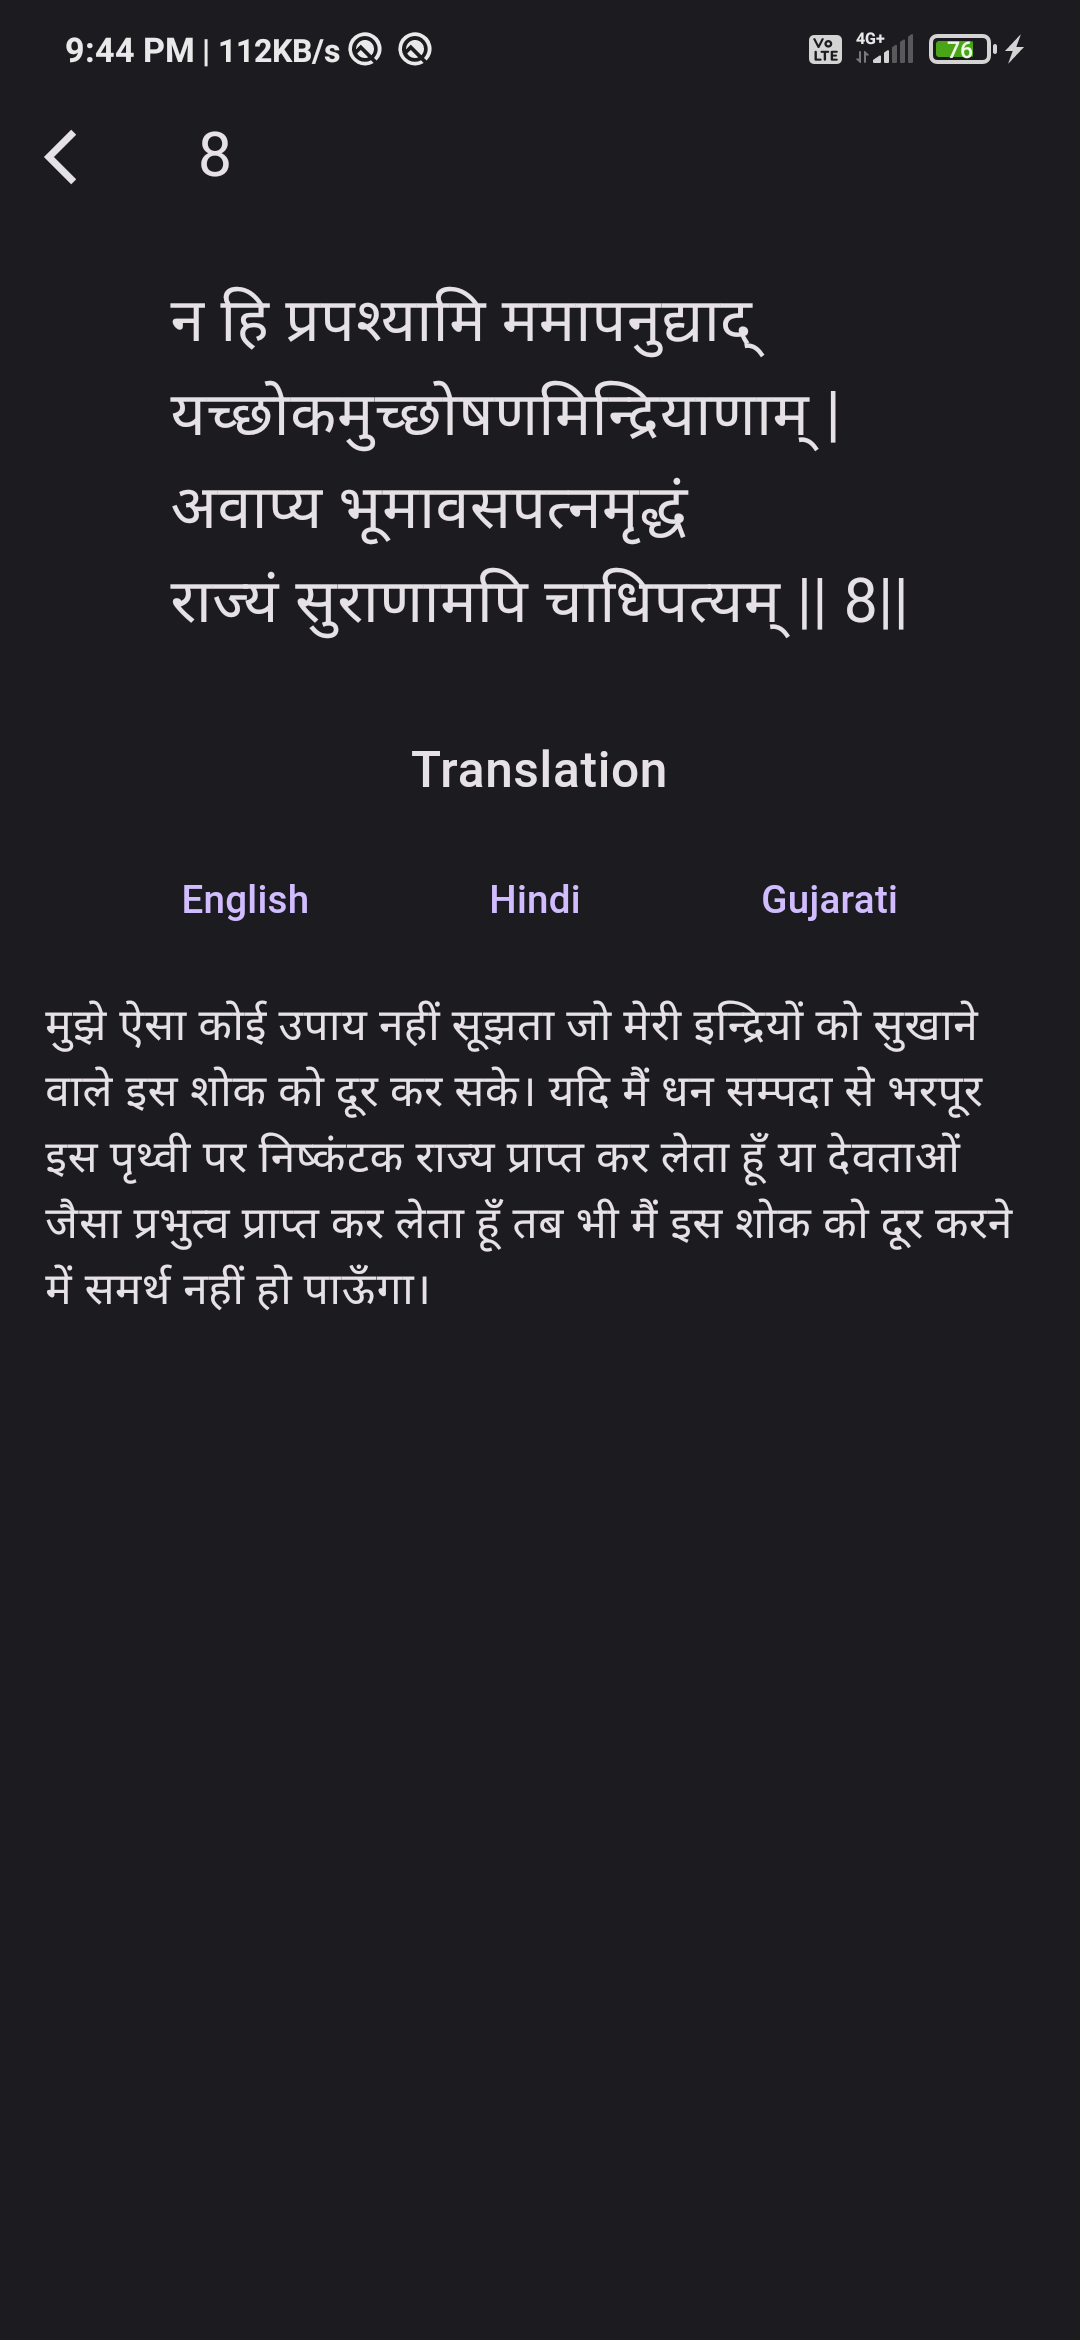 9:44 PM | 112KB/s
Vo LTE 4G+ 76
8
न हि प्रपश्यामि ममापनुद्याद्
यच्छोकमुच्छोषणमिन्द्रियाणाम् |
अवाप्य भूमावसपत्नमृद्धं
राज्यं सुराणामपि चाधिपत्यम् || 8||
Translation
English Hindi Gujarati
मुझे ऐसा कोई उपाय नहीं सूझता जो मेरी इन्द्रियों को सुखाने
वाले इस शोक को दूर कर सके। यदि मैं धन सम्पदा से भरपूर
इस पृथ्वी पर निष्कंटक राज्य प्राप्त कर लेता हूँ या देवताओं
जैसा प्रभुत्व प्राप्त कर लेता हूँ तब भी मैं इस शोक को दूर करने
में समर्थ नहीं हो पाऊँगा।